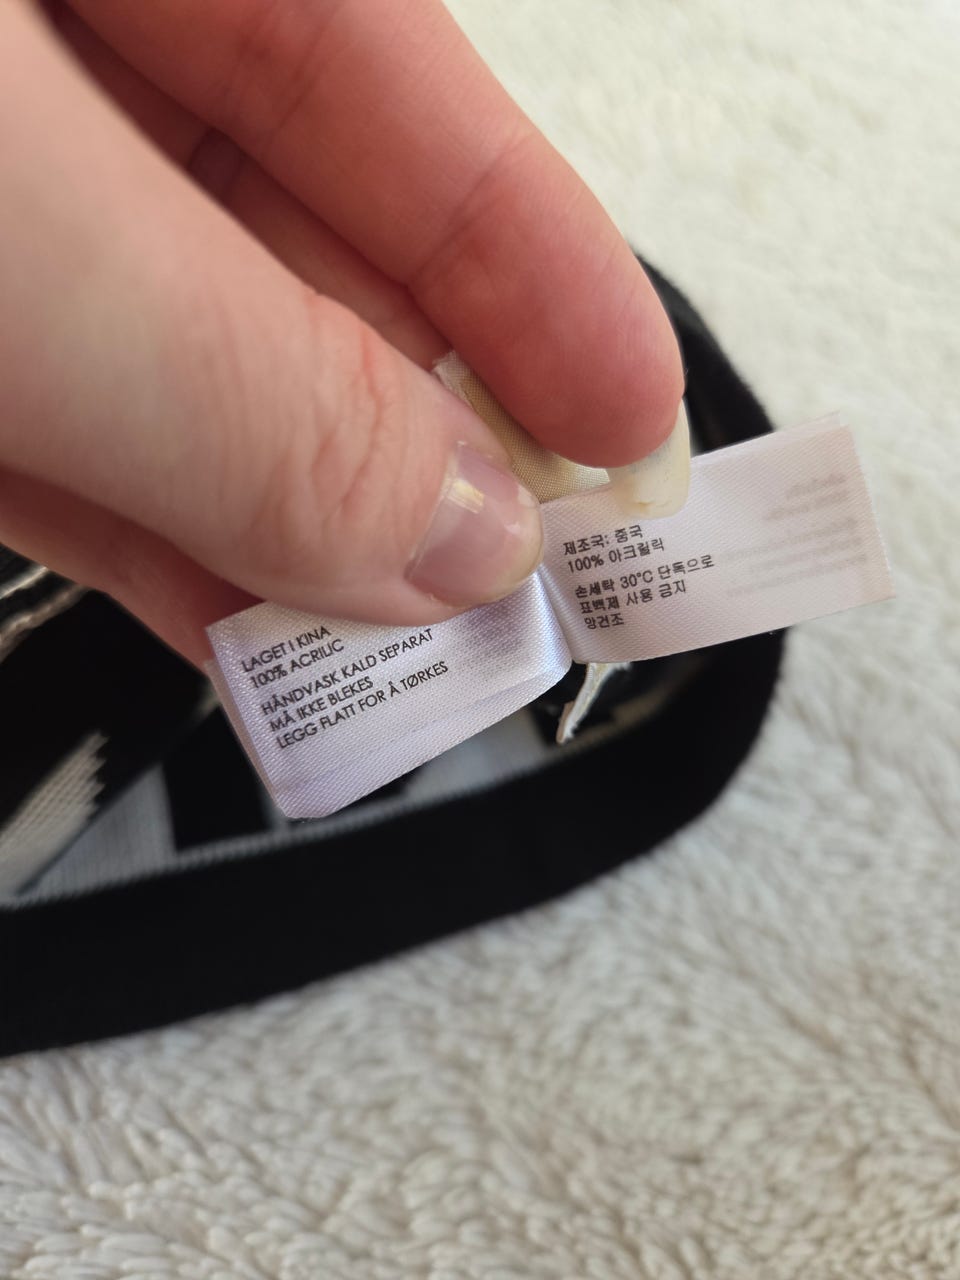 LAGET I KINA
100% ACRILIC
HÅNDVASK KALD SEPARAT
MÅ IKKE BLEKES
LEGG FLATT FOR Å TØRKES
제조국: 중국
100% 아크릴릭
손세탁 30°C 단독으로
표백제 사용 금지
망건조